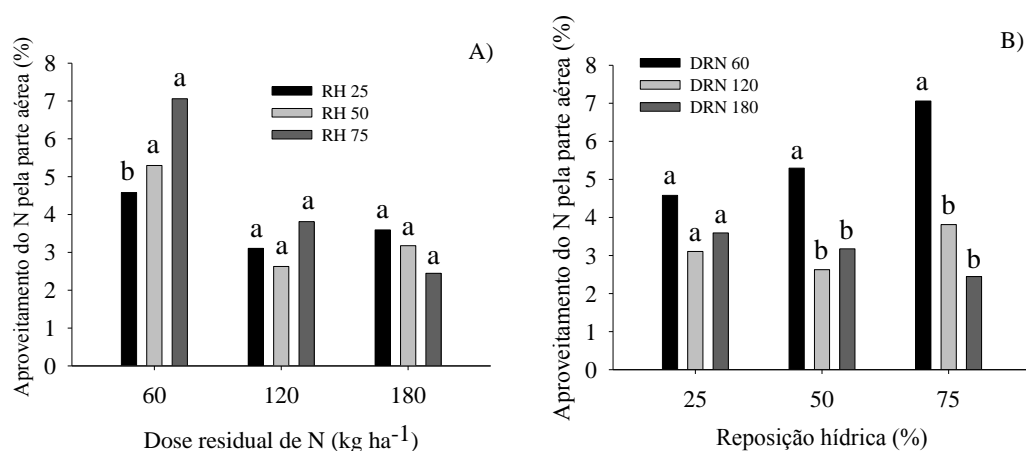 A)
Aproveitamento do N pela parte aérea (%)
8
7
6
5
4
3
2
1
0
RH 25
RH 50
RH 75
b a a
a a a
a a a
60 120 180
Dose residual de N (kg ha⁻¹)
B)
Aproveitamento do N pela parte aérea (%)
8
7
6
5
4
3
2
1
0
DRN 60
DRN 120
DRN 180
a a a
a b b
a b b
25 50 75
Reposição hídrica (%)